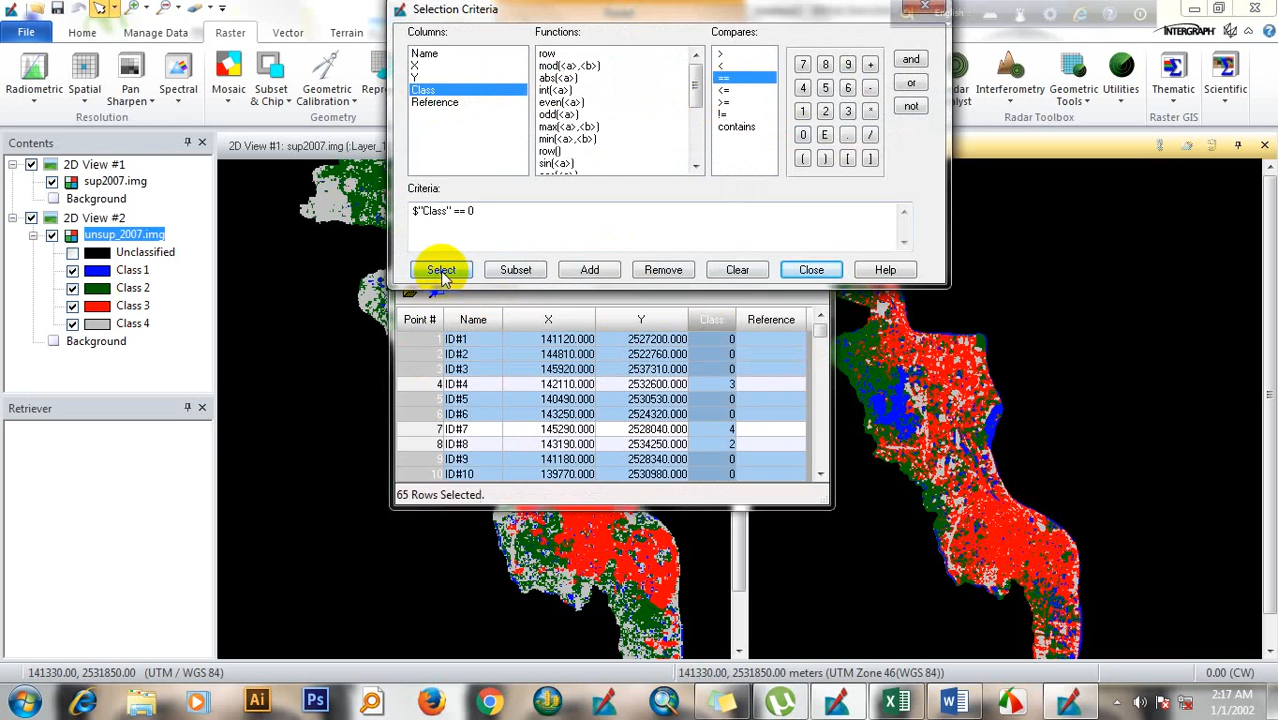 Selection Criteria
English
File
Home
Manage Data
Raster
Vector
Terrain
INTERGRAPH
Radiometric
Spatial
Pan
Sharpen
Spectral
Mosaic
Subset
& Chip
Geometric
Calibration
Interferometry
Geometric
Tools
Utilities
Thematic
Scientific
Resolution
Geometry
Radar Toolbox
Raster GIS
Columns:
Name
X
Y
Class
Reference
Functions:
row
mod(<a>,<b>)
abs(<a>)
int(<a>)
even(<a>)
odd(<a>)
max(<a>,<b>)
min(<a>,<b>)
row()
sin(<a>)
Compares:
>
<
==
<=
>=
!=
contains
7 8 9 +
4 5 6 -
1 2 3 *
0 E . /
( ) [ ]
and
or
not
Criteria:
$"Class" == 0
Select
Subset
Add
Remove
Clear
Close
Help
Contents
2D View #1
sup2007.img
Background
2D View #2
unsup_2007.img
Unclassified
Class 1
Class 2
Class 3
Class 4
Background
Retriever
2D View #1: sup2007.img (:Layer_1
Point # Name X Y Class Reference
1 ID#1 141120.000 2527200.000 0
2 ID#2 144810.000 2522760.000 0
3 ID#3 145920.000 2537310.000 0
4 ID#4 142110.000 2532600.000 3
5 ID#5 140490.000 2530530.000 0
6 ID#6 143250.000 2524320.000 0
7 ID#7 145290.000 2528040.000 4
8 ID#8 143190.000 2534250.000 2
9 ID#9 141180.000 2528340.000 0
10 ID#10 139770.000 2530980.000 0
65 Rows Selected.
141330.00, 2531850.00 (UTM / WGS 84)
141330.00, 2531850.00 meters (UTM Zone 46(WGS 84)
0.00 (CW)
Ai
Ps
2:17 AM
1/1/2002